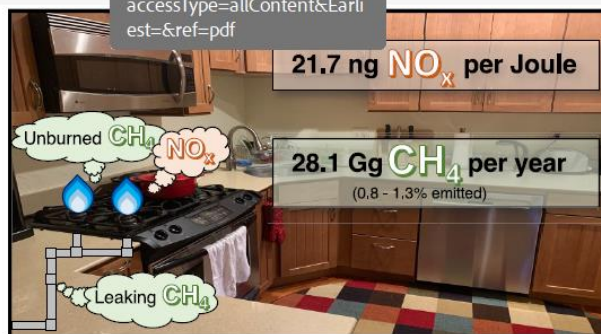 accessType=allContent&Earli
est=&ref=pdf
21.7 ng NOx per Joule
Unburned CH4
NOx
28.1 Gg CH4 per year
(0.8 - 1.3% emitted)
Leaking CH4